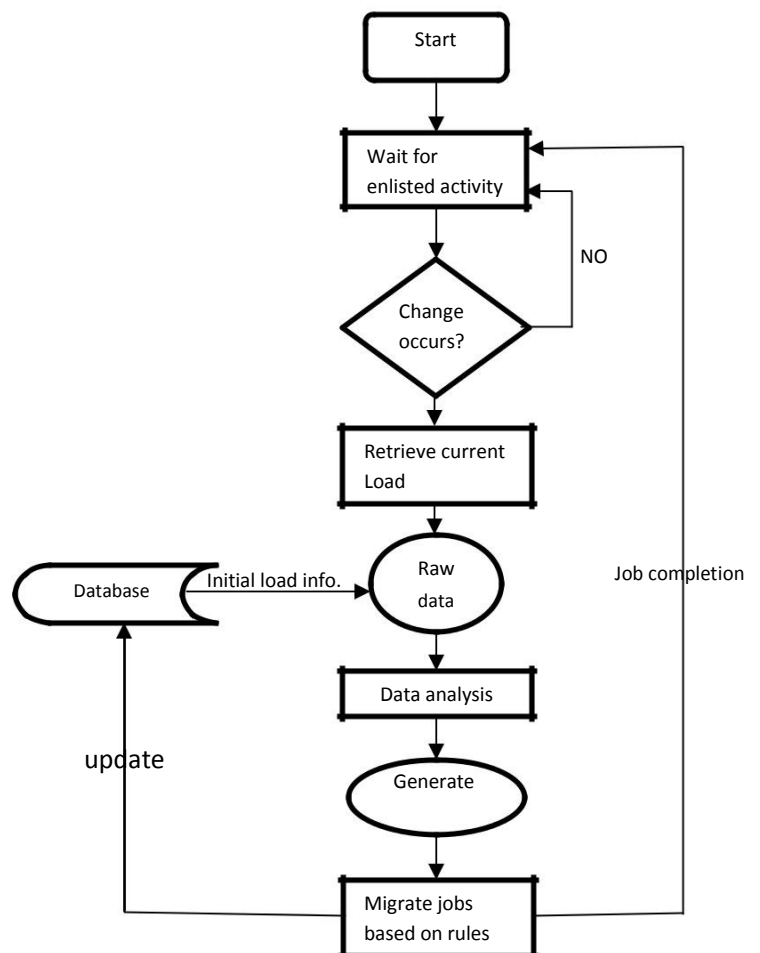 Start
Wait for
enlisted activity
NO
Change
occurs?
Retrieve current
Load
Database
Initial load info.
Raw
data
Job completion
Data analysis
update
Generate
Migrate jobs
based on rules